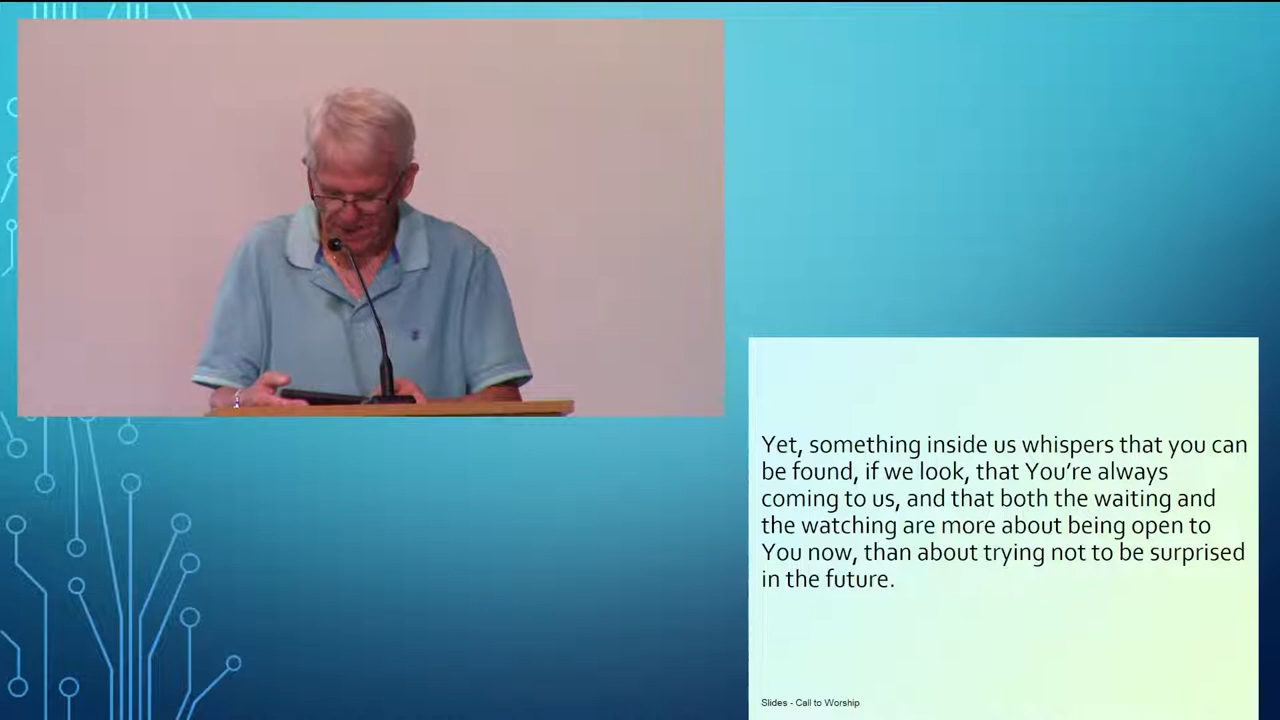 Yet, something inside us whispers that you can
be found, if we look, that You’re always
coming to us, and that both the waiting and
the watching are more about being open to
You now, than about trying not to be surprised
in the future.
Slides - Call to Worship